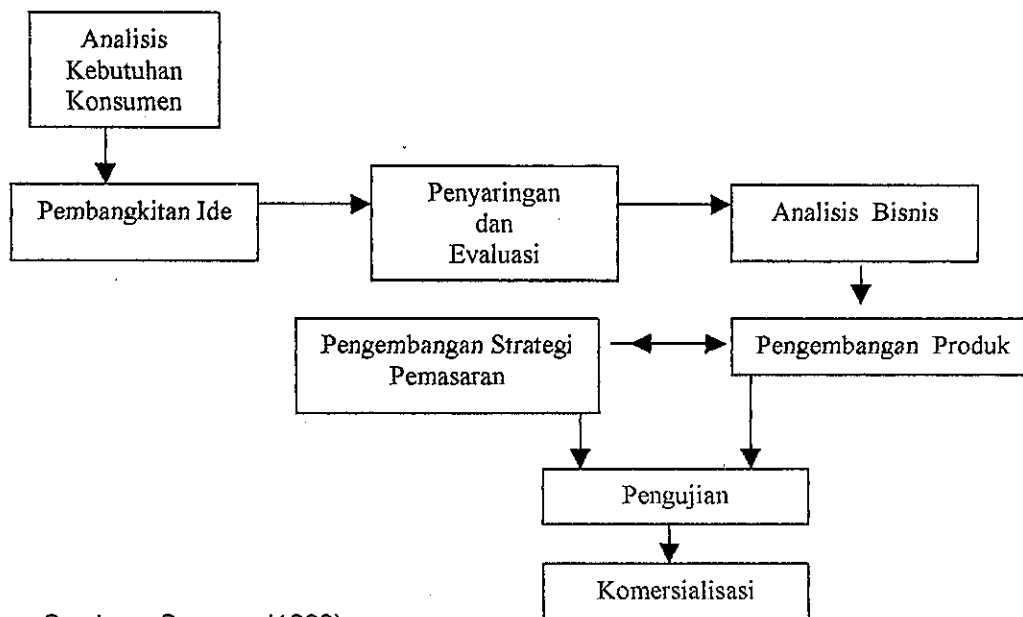 Analisis
Kebutuhan
Konsumen
Pembangkitan Ide
Penyaringan
dan
Evaluasi
Analisis Bisnis
Pengembangan Strategi
Pemasaran
Pengembangan Produk
Pengujian
Komersialisasi